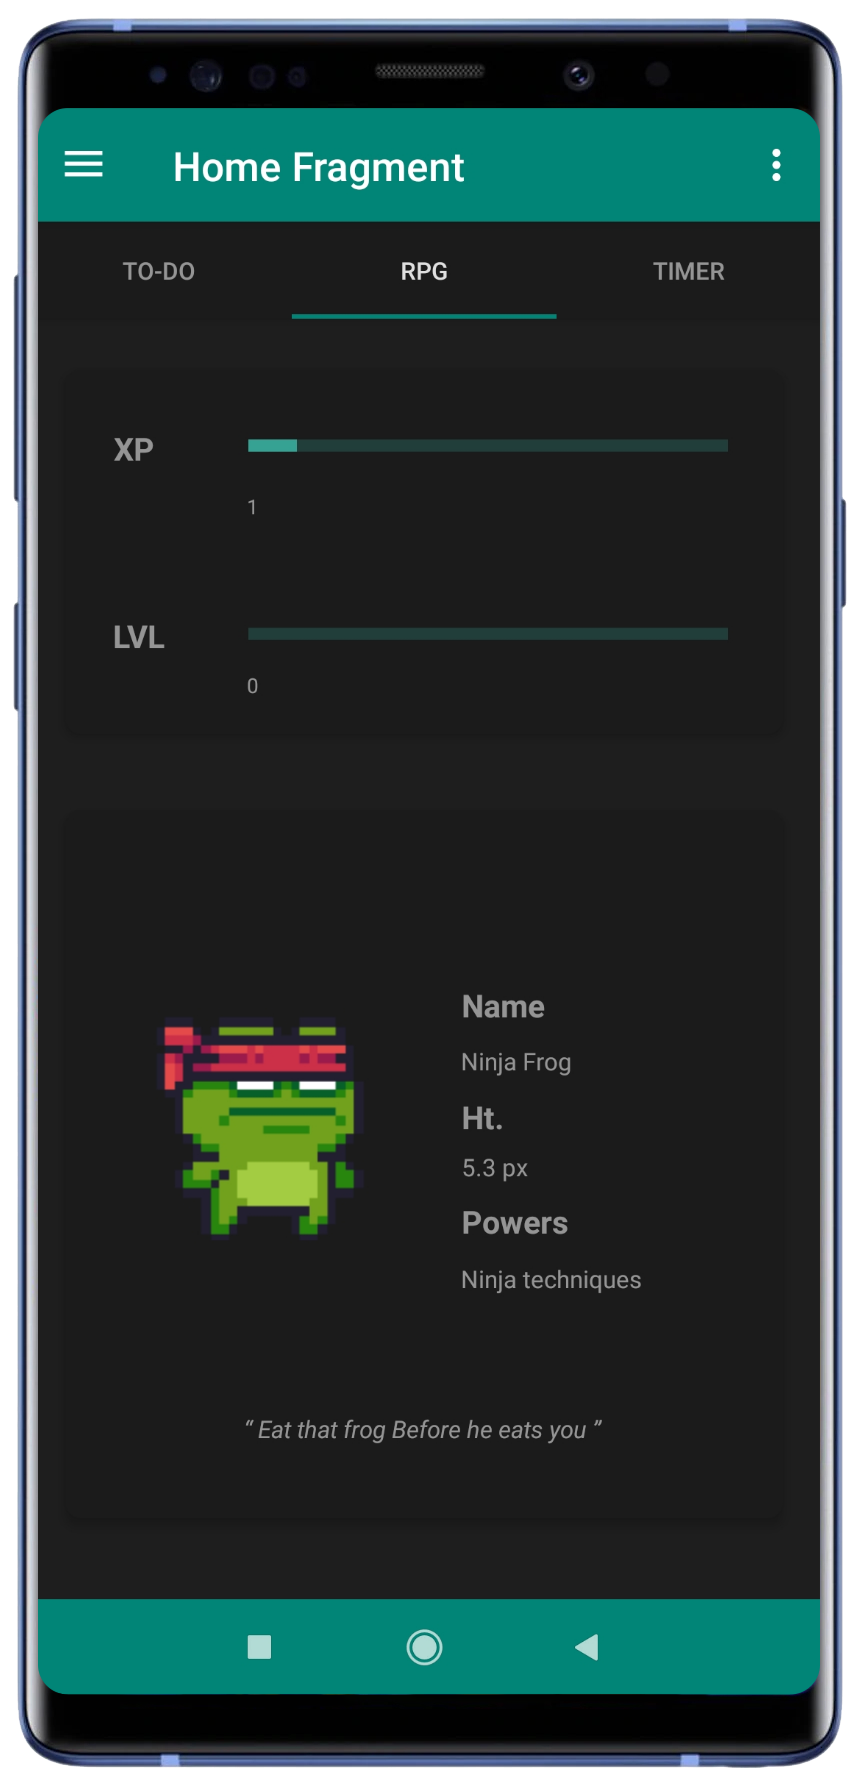 Home Fragment
TO-DO RPG TIMER
XP
1
LVL
0
Name
Ninja Frog
Ht.
5.3 px
Powers
Ninja techniques
“ Eat that frog Before he eats you ”